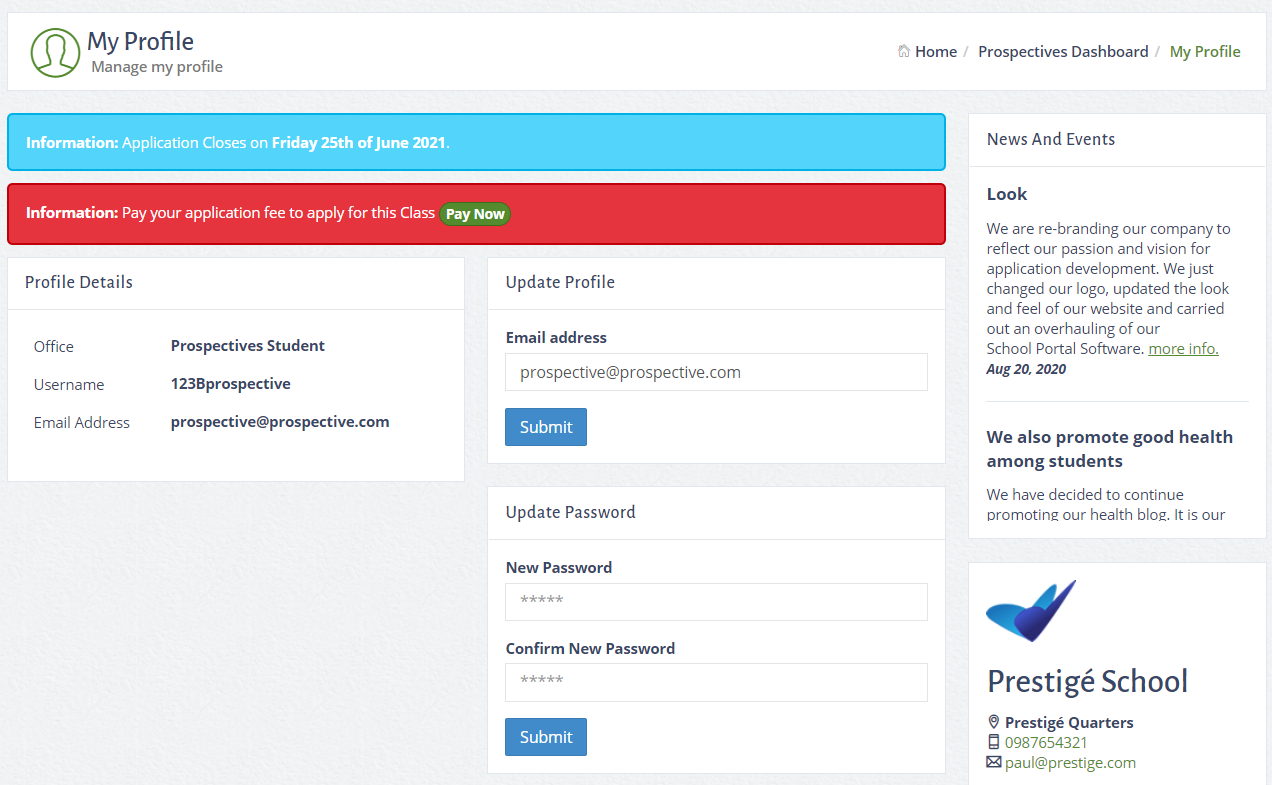 My Profile
Manage my profile
Home / Prospectives Dashboard / My Profile
Information: Application Closes on Friday 25th of June 2021.
Information: Pay your application fee to apply for this Class Pay Now
Profile Details
Office Prospectives Student
Username 123Bprospective
Email Address prospective@prospective.com
Update Profile
Email address
prospective@prospective.com
Submit
Update Password
New Password
*****
Confirm New Password
*****
Submit
News And Events
Look
We are re-branding our company to
reflect our passion and vision for
application development. We just
changed our logo, updated the look
and feel of our website and carried
out an overhauling of our
School Portal Software. more info.
Aug 20, 2020
We also promote good health
among students
We have decided to continue
promoting our health blog. It is our
Prestigé School
Prestigé Quarters
0987654321
paul@prestige.com